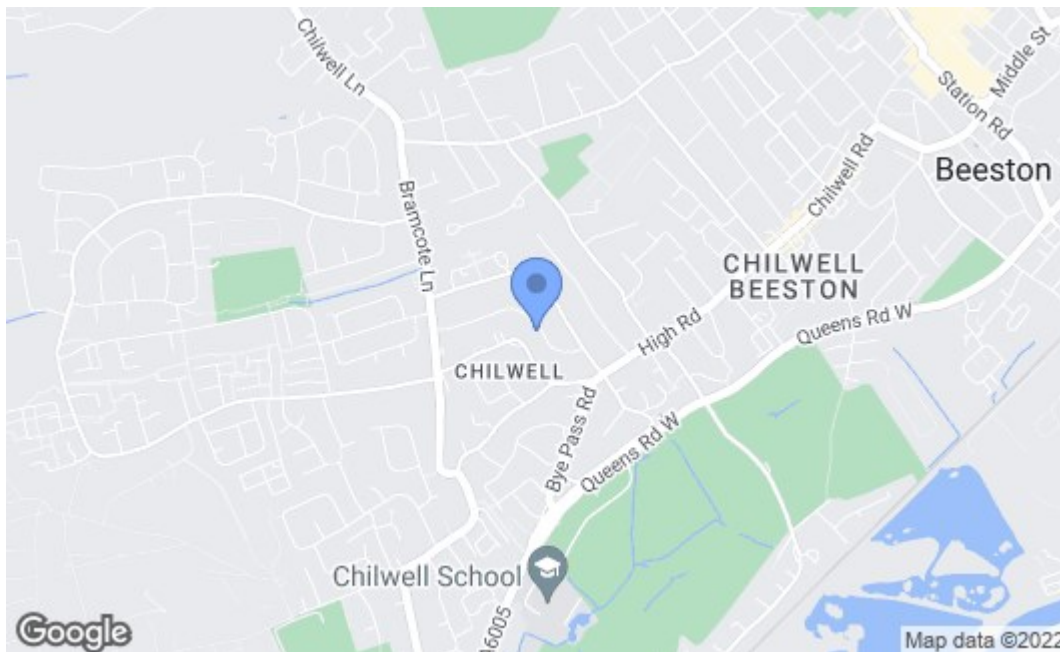 Chilwell Ln
Middle St
Station Rd
Beeston
Chilwell Rd
Bramcote Ln
CHILWELL
BEESTON
Queens Rd W
High Rd
CHILWELL
Bye Pass Rd
Queens Rd W
Chilwell School
A6005
Google
Map data ©2022